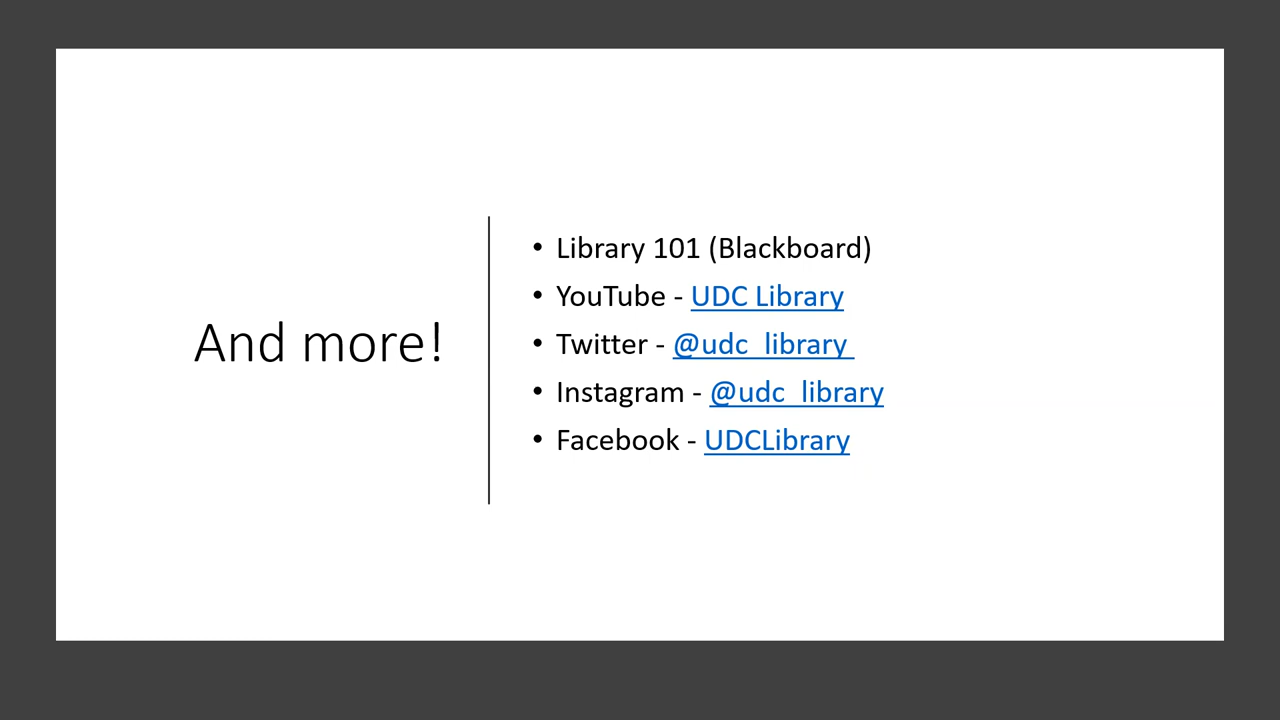 And more!
• Library 101 (Blackboard)
• YouTube - UDC Library
• Twitter - @udc_library
• Instagram - @udc_library
• Facebook - UDCLibrary